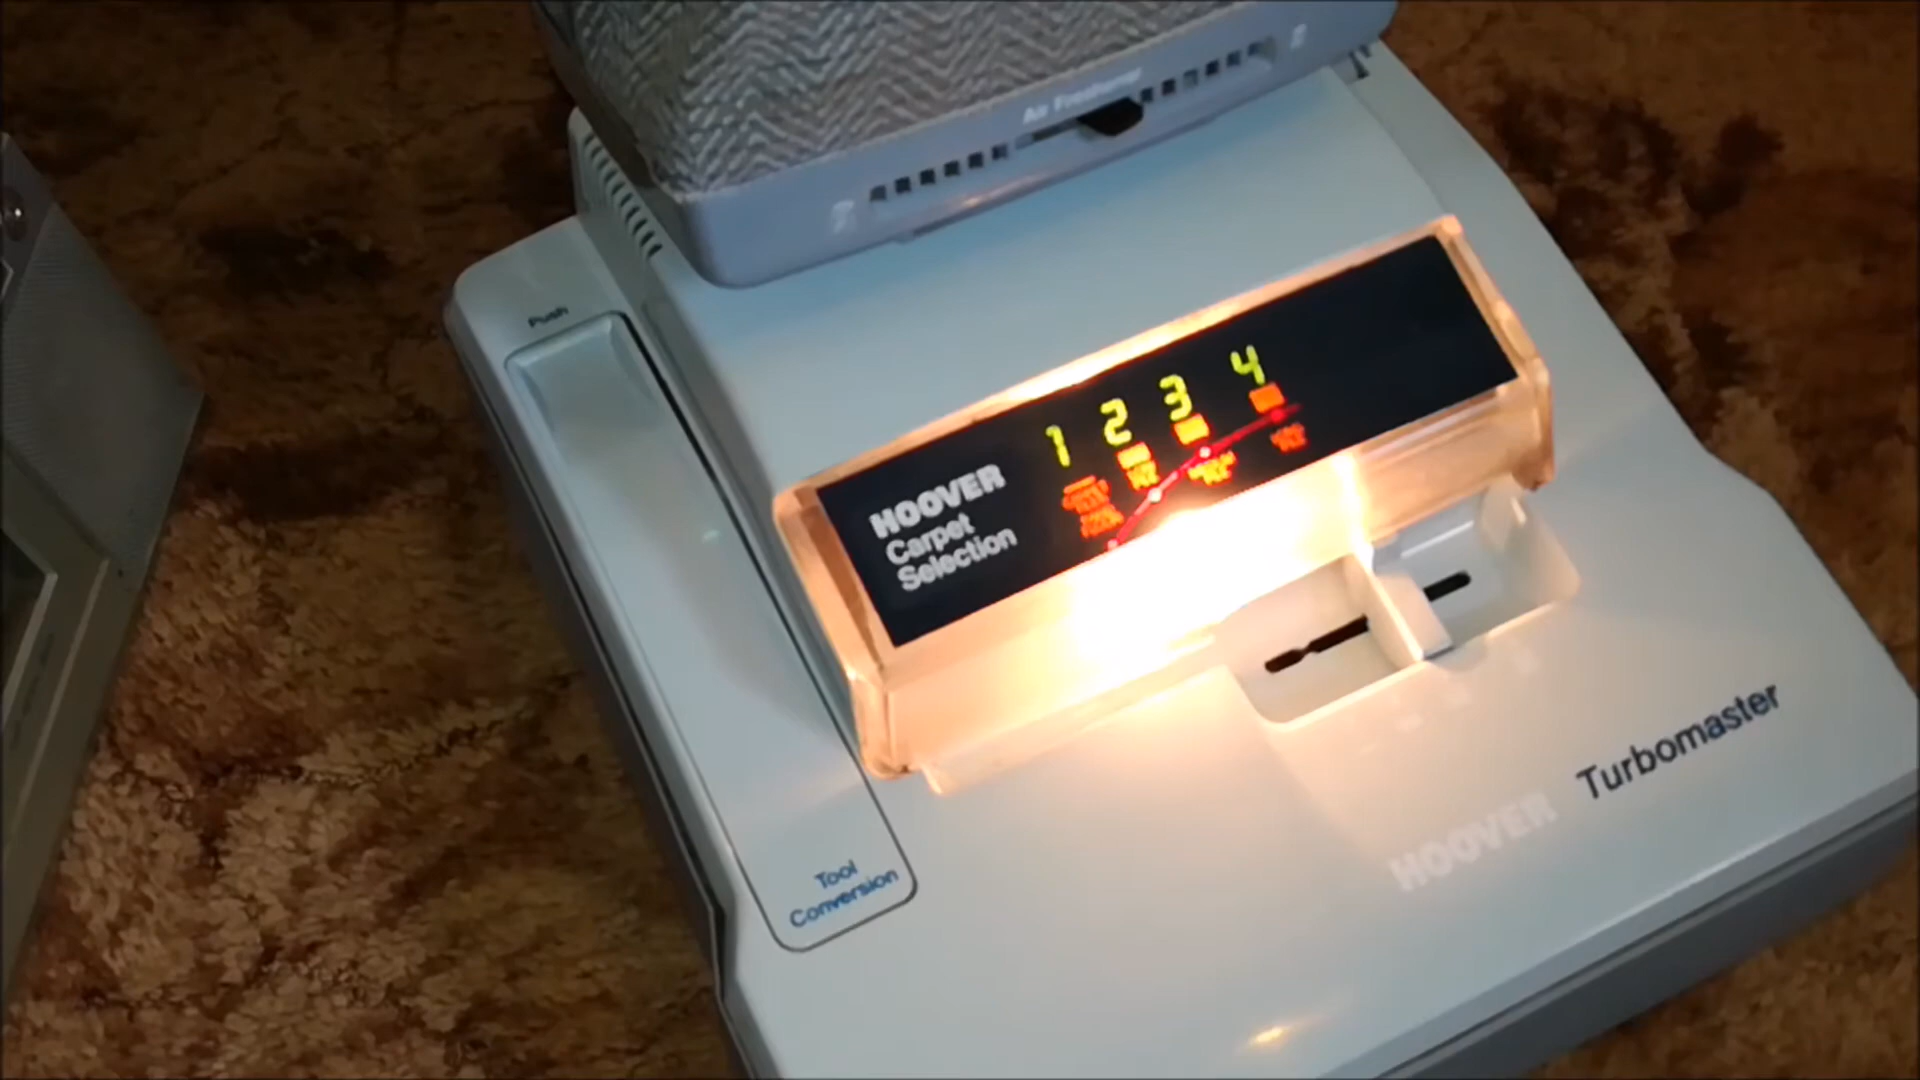 Air Freshener
Push
1 2 3 4
HOOVER
Carpet
Selection
Tool
Conversion
HOOVER Turbomaster